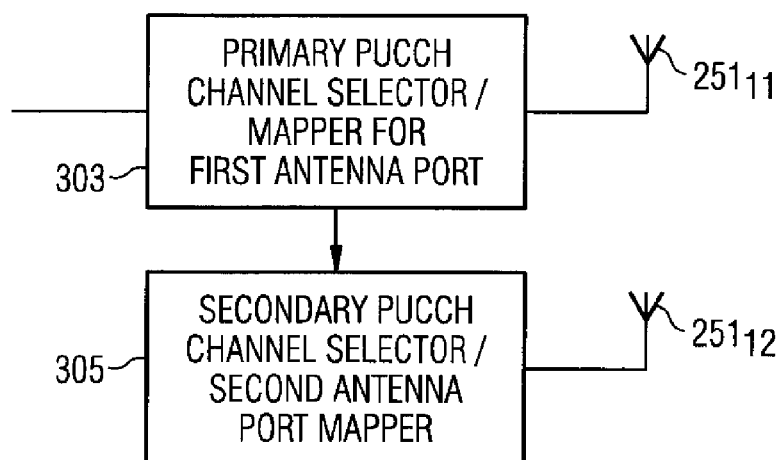 PRIMARY PUCCH
CHANNEL SELECTOR /
MAPPER FOR
FIRST ANTENNA PORT
303
251₁₁
SECONDARY PUCCH
CHANNEL SELECTOR /
SECOND ANTENNA
PORT MAPPER
305
251₁₂